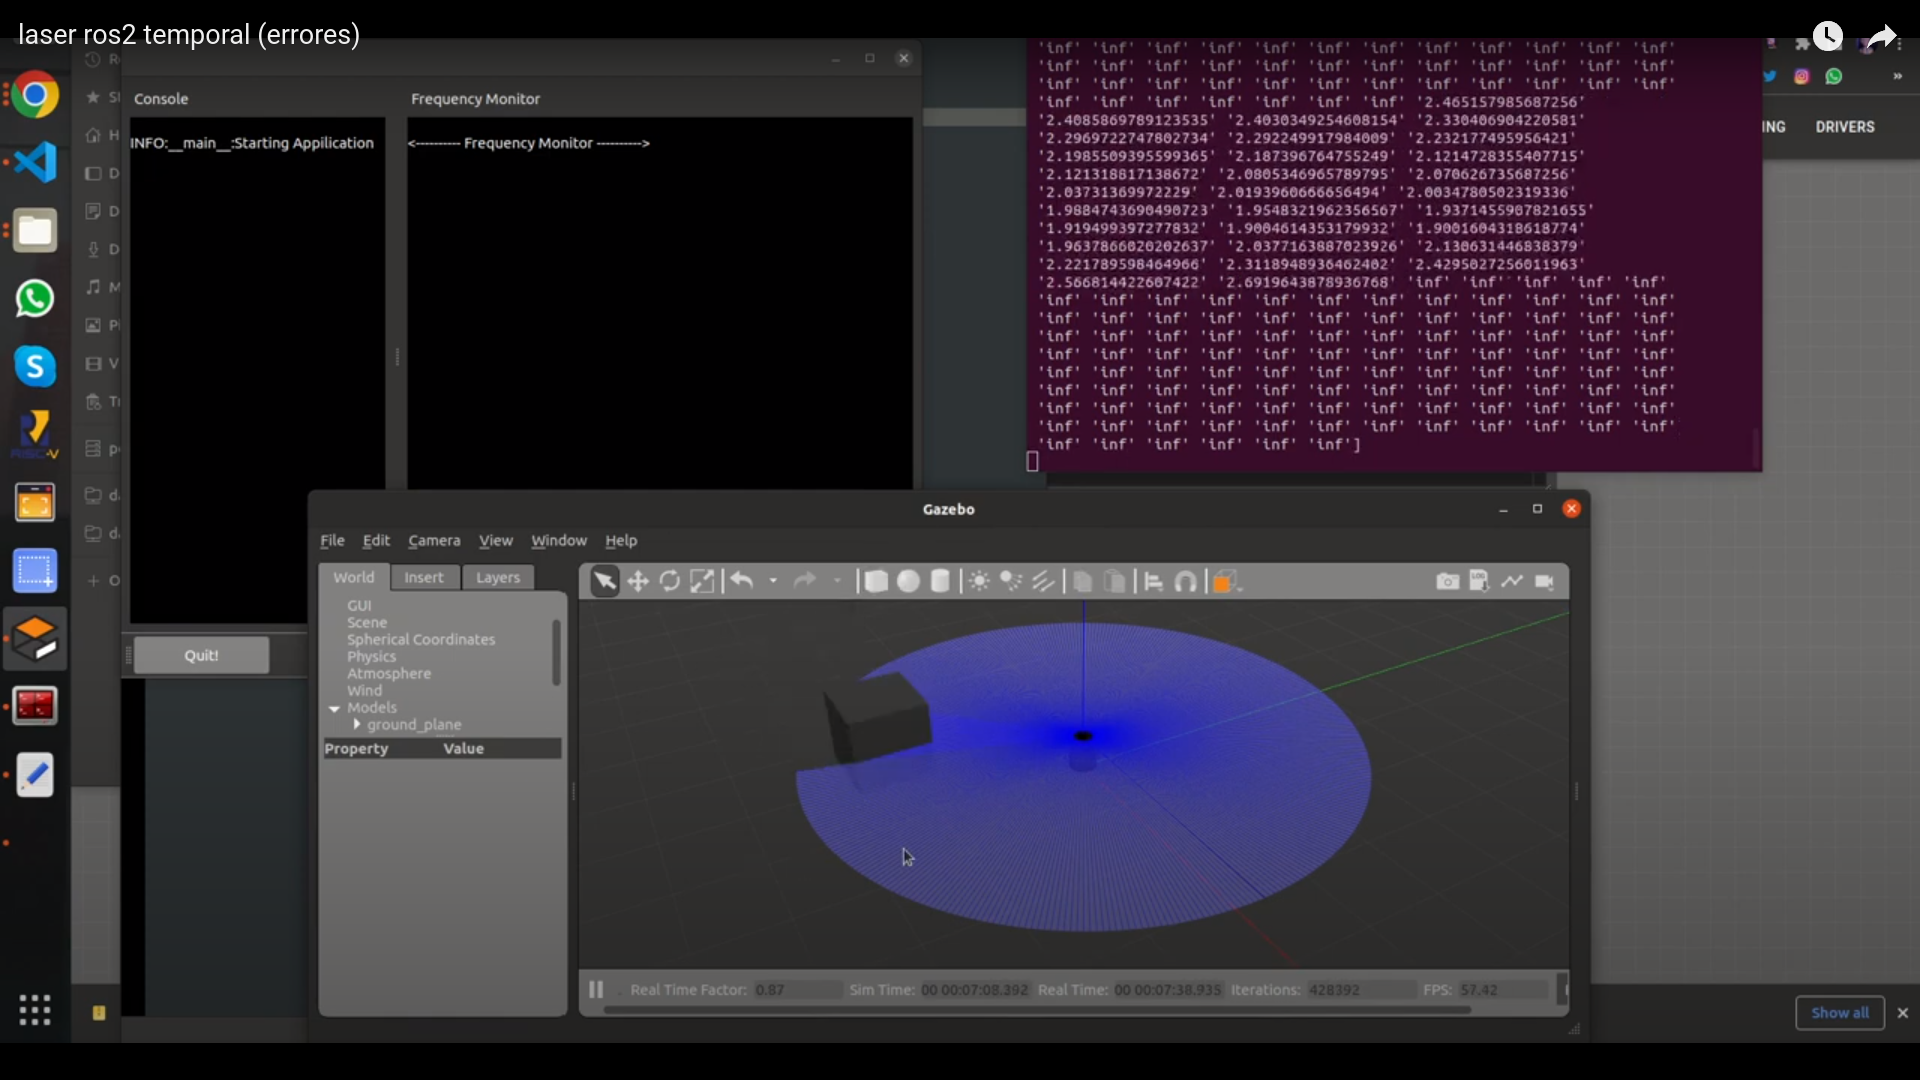 laser ros2 temporal (errores)
Console
Frequency Monitor
INFO:__main__:Starting Application
<---------- Frequency Monitor ---------->
'inf' 'inf' 'inf' 'inf' 'inf' 'inf' 'inf' 'inf' 'inf' 'inf' 'inf' 'inf'
'inf' 'inf' 'inf' 'inf' 'inf' 'inf' 'inf' 'inf' 'inf' 'inf' 'inf' 'inf'
'inf' 'inf' 'inf' 'inf' 'inf' 'inf' 'inf' 'inf' 'inf' 'inf' 'inf' 'inf'
'inf' 'inf' 'inf' 'inf' 'inf' 'inf' 'inf' '2.465157985687256'
'2.4085869789123535' '2.4030349254608154' '2.330406904220581'
'2.2969722747802734' '2.292249917984009' '2.232177495956421'
'2.1985509395599365' '2.187396764755249' '2.1214728355407715'
'2.121318817138672' '2.0805346965789795' '2.070626735687256'
'2.03731369972229' '2.0193960666656494' '2.0034780502319336'
'1.9884743690490723' '1.9548321962356567' '1.9371455907821655'
'1.919499397277832' '1.9004614353179932' '1.9001604318618774'
'1.9637866020202637' '2.0377163887023926' '2.130631446838379'
'2.221789598464966' '2.3118948936462402' '2.4295027256011963'
'2.566814422607422' '2.6919643878936768' 'inf' 'inf' 'inf' 'inf' 'inf'
'inf' 'inf' 'inf' 'inf' 'inf' 'inf' 'inf' 'inf' 'inf' 'inf' 'inf' 'inf'
'inf' 'inf' 'inf' 'inf' 'inf' 'inf' 'inf' 'inf' 'inf' 'inf' 'inf' 'inf'
'inf' 'inf' 'inf' 'inf' 'inf' 'inf' 'inf' 'inf' 'inf' 'inf' 'inf' 'inf'
'inf' 'inf' 'inf' 'inf' 'inf' 'inf' 'inf' 'inf' 'inf' 'inf' 'inf' 'inf'
'inf' 'inf' 'inf' 'inf' 'inf' 'inf' 'inf' 'inf' 'inf' 'inf' 'inf' 'inf'
'inf' 'inf' 'inf' 'inf' 'inf' 'inf' 'inf' 'inf' 'inf' 'inf' 'inf' 'inf'
'inf' 'inf' 'inf' 'inf' 'inf' 'inf' 'inf' 'inf' 'inf' 'inf' 'inf' 'inf'
'inf' 'inf' 'inf' 'inf' 'inf' 'inf' 'inf' 'inf' 'inf' 'inf' 'inf' 'inf'
'inf' 'inf' 'inf' 'inf' 'inf' 'inf']
ING DRIVERS
RISC-V
Quit!
Gazebo
File Edit Camera View Window Help
World Insert Layers
GUI
Scene
Spherical Coordinates
Physics
Atmosphere
Wind
Models
ground_plane
Property Value
Real Time Factor: 0.87 Sim Time: 00 00:07:08.392 Real Time: 00 00:07:38.935 Iterations: 428392 FPS: 57.42
Show all